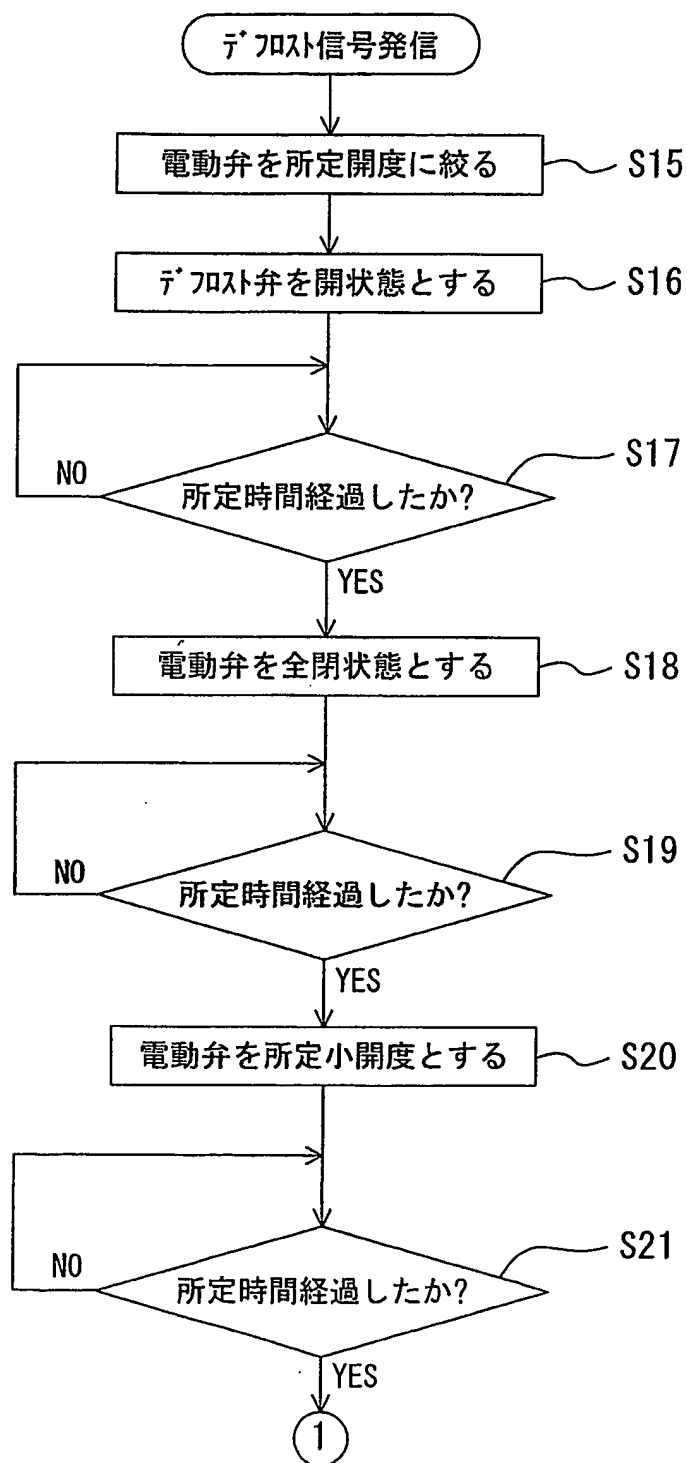 デフロスト信号発信
電動弁を所定開度に絞る
S15
デフロスト弁を開状態とする
S16
S17
NO
所定時間経過したか?
YES
電動弁を全閉状態とする
S18
S19
NO
所定時間経過したか?
YES
電動弁を所定小開度とする
S20
S21
NO
所定時間経過したか?
YES
1